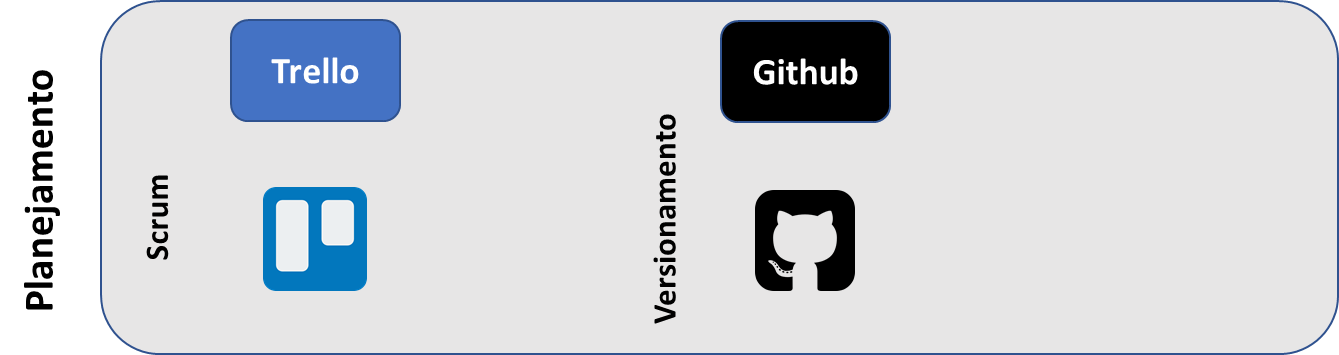 Planejamento
Scrum
Trello
Versionamento
Github